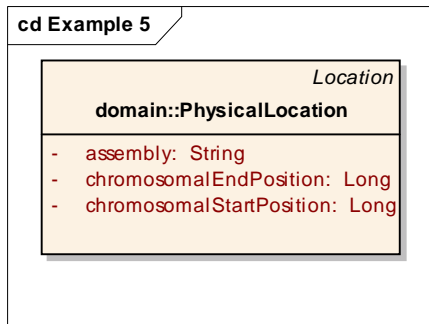 cd Example 5
Location
domain::PhysicalLocation
- assembly: String
- chromosomalEndPosition: Long
- chromosomalStartPosition: Long